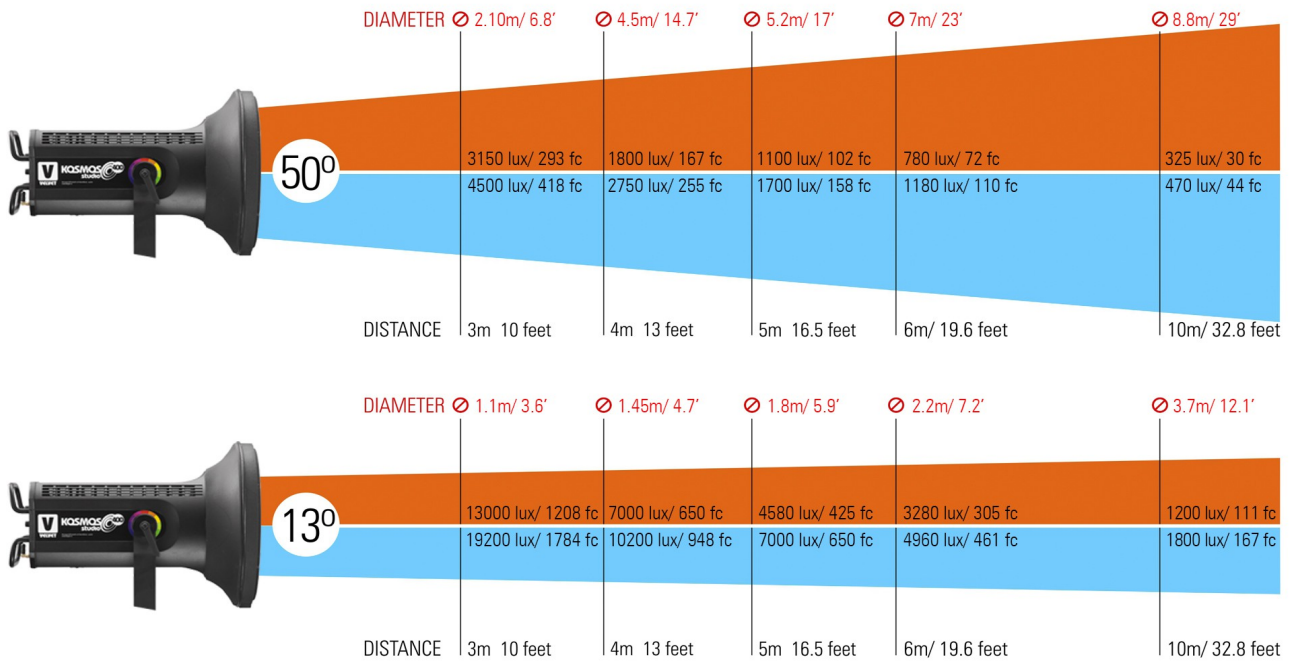 DIAMETER ⌀ 2.10m/ 6.8′ ⌀ 4.5m/ 14.7′ ⌀ 5.2m/ 17′ ⌀ 7m/ 23′ ⌀ 8.8m/ 29′
V VELVET KOSMOS 400 studio
50º
3150 lux/ 293 fc 1800 lux/ 167 fc 1100 lux/ 102 fc 780 lux/ 72 fc 325 lux/ 30 fc
4500 lux/ 418 fc 2750 lux/ 255 fc 1700 lux/ 158 fc 1180 lux/ 110 fc 470 lux/ 44 fc
DISTANCE 3m 10 feet 4m 13 feet 5m 16.5 feet 6m/ 19.6 feet 10m/ 32.8 feet
DIAMETER ⌀ 1.1m/ 3.6′ ⌀ 1.45m/ 4.7′ ⌀ 1.8m/ 5.9′ ⌀ 2.2m/ 7.2′ ⌀ 3.7m/ 12.1′
V VELVET KOSMOS 400 studio
13º
13000 lux/ 1208 fc 7000 lux/ 650 fc 4580 lux/ 425 fc 3280 lux/ 305 fc 1200 lux/ 111 fc
19200 lux/ 1784 fc 10200 lux/ 948 fc 7000 lux/ 650 fc 4960 lux/ 461 fc 1800 lux/ 167 fc
DISTANCE 3m 10 feet 4m 13 feet 5m 16.5 feet 6m/ 19.6 feet 10m/ 32.8 feet